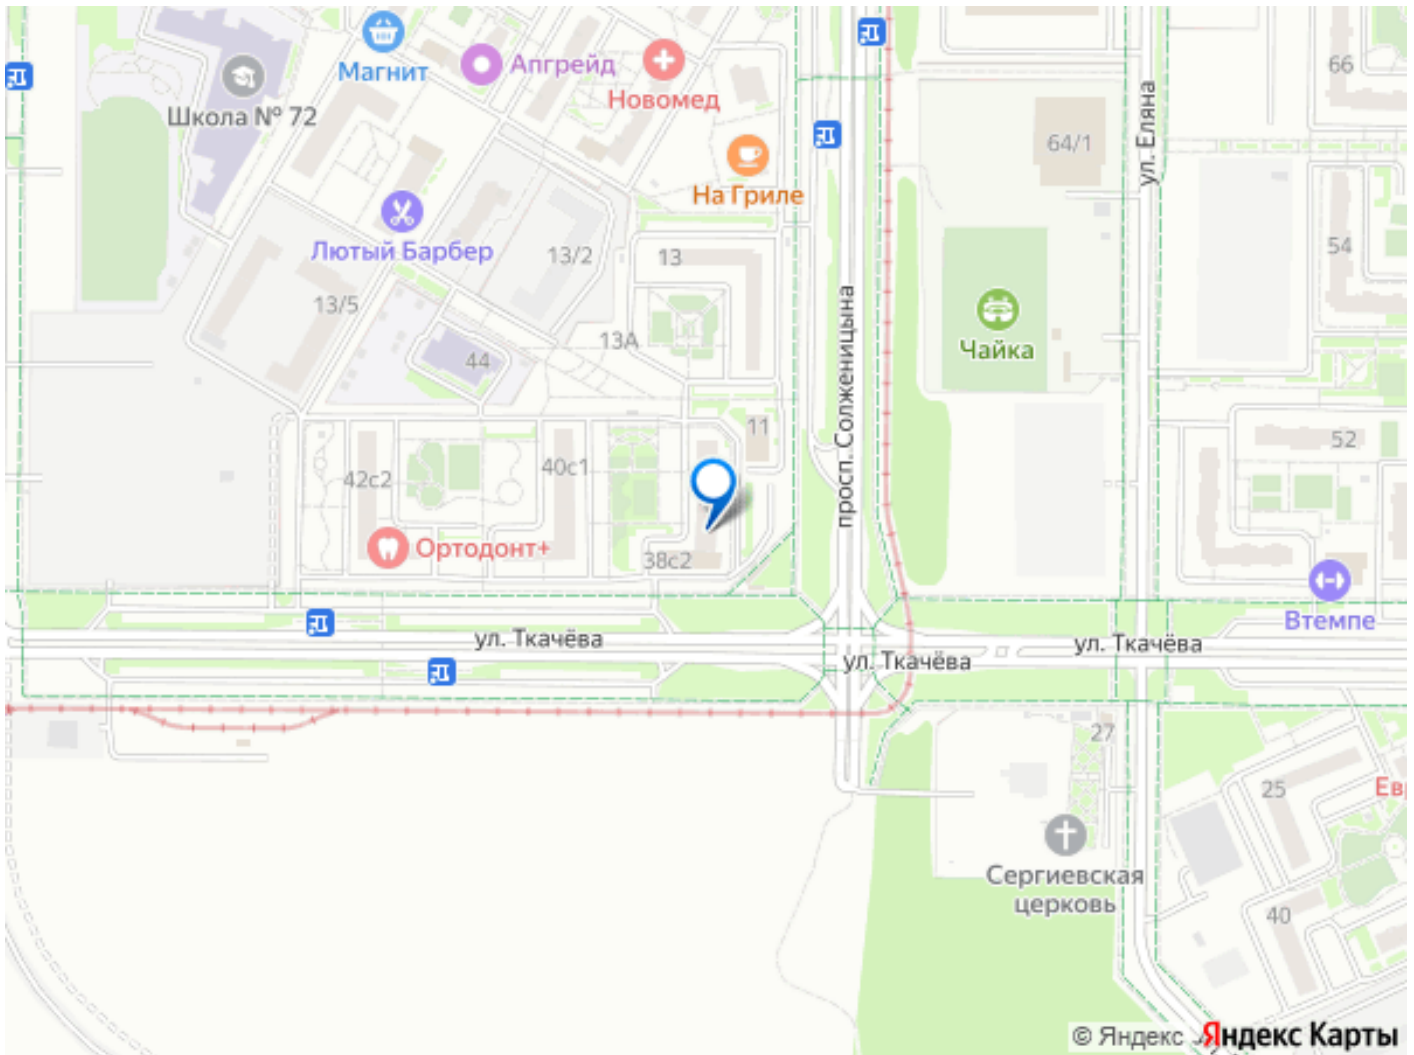 66
Магнит
Апгрейд
Новомед
Школа № 72
64/1
ул. Еляна
На Гриле
Лютый Барбер
13/2
13
54
13/5
просп. Солженицына
Чайка
13А
44
11
52
40с1
42с2
Ортодонт+
38с2
Втемпе
ул. Ткачёва
ул. Ткачёва
ул. Ткачёва
27
25
Сергиевская
церковь
40
© Яндекс
Яндекс Карты